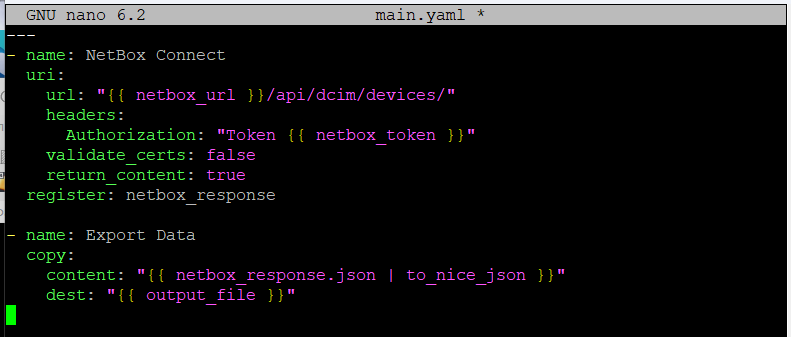 GNU nano 6.2 main.yaml *
---
- name: NetBox Connect
  uri:
    url: "{{ netbox_url }}/api/dcim/devices/"
    headers:
      Authorization: "Token {{ netbox_token }}"
    validate_certs: false
    return_content: true
  register: netbox_response

- name: Export Data
  copy:
    content: "{{ netbox_response.json | to_nice_json }}"
    dest: "{{ output_file }}"